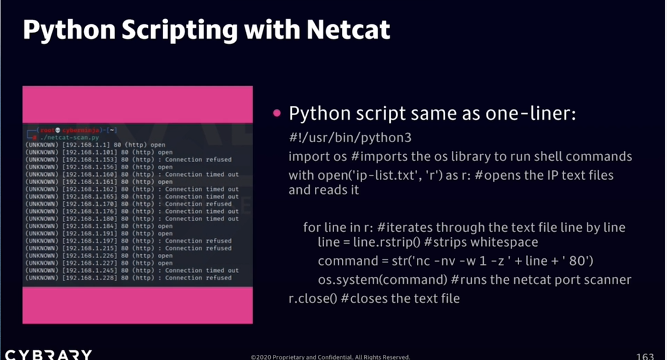 Python Scripting with Netcat
./netcat-scan.py
(UNKNOWN) [192.168.1.1] 80 (http) open
(UNKNOWN) [192.168.1.101] 80 (http) open
(UNKNOWN) [192.168.1.153] 80 (http) : Connection refused
(UNKNOWN) [192.168.1.156] 80 (http) open
(UNKNOWN) [192.168.1.160] 80 (http) : Connection timed out
(UNKNOWN) [192.168.1.161] 80 (http) open
(UNKNOWN) [192.168.1.162] 80 (http) : Connection timed out
(UNKNOWN) [192.168.1.165] 80 (http) : Connection timed out
(UNKNOWN) [192.168.1.170] 80 (http) : Connection refused
(UNKNOWN) [192.168.1.176] 80 (http) : Connection timed out
(UNKNOWN) [192.168.1.180] 80 (http) : Connection timed out
(UNKNOWN) [192.168.1.184] 80 (http) open
(UNKNOWN) [192.168.1.191] 80 (http) open
(UNKNOWN) [192.168.1.197] 80 (http) : Connection refused
(UNKNOWN) [192.168.1.215] 80 (http) : Connection refused
(UNKNOWN) [192.168.1.226] 80 (http) open
(UNKNOWN) [192.168.1.227] 80 (http) open
(UNKNOWN) [192.168.1.245] 80 (http) : Connection timed out
(UNKNOWN) [192.168.1.228] 80 (http) : Connection refused
Python script same as one-liner:
#!/usr/bin/python3
import os #imports the os library to run shell commands
with open('ip-list.txt', 'r') as r: #opens the IP text files
and reads it
for line in r: #iterates through the text file line by line
line = line.rstrip() #strips whitespace
command = str('nc -nv -w 1 -z ' + line + ' 80')
os.system(command) #runs the netcat port scanner
r.close() #closes the text file
CYBRARY
©2020 Proprietary and Confidential. All Rights Reserved.
163